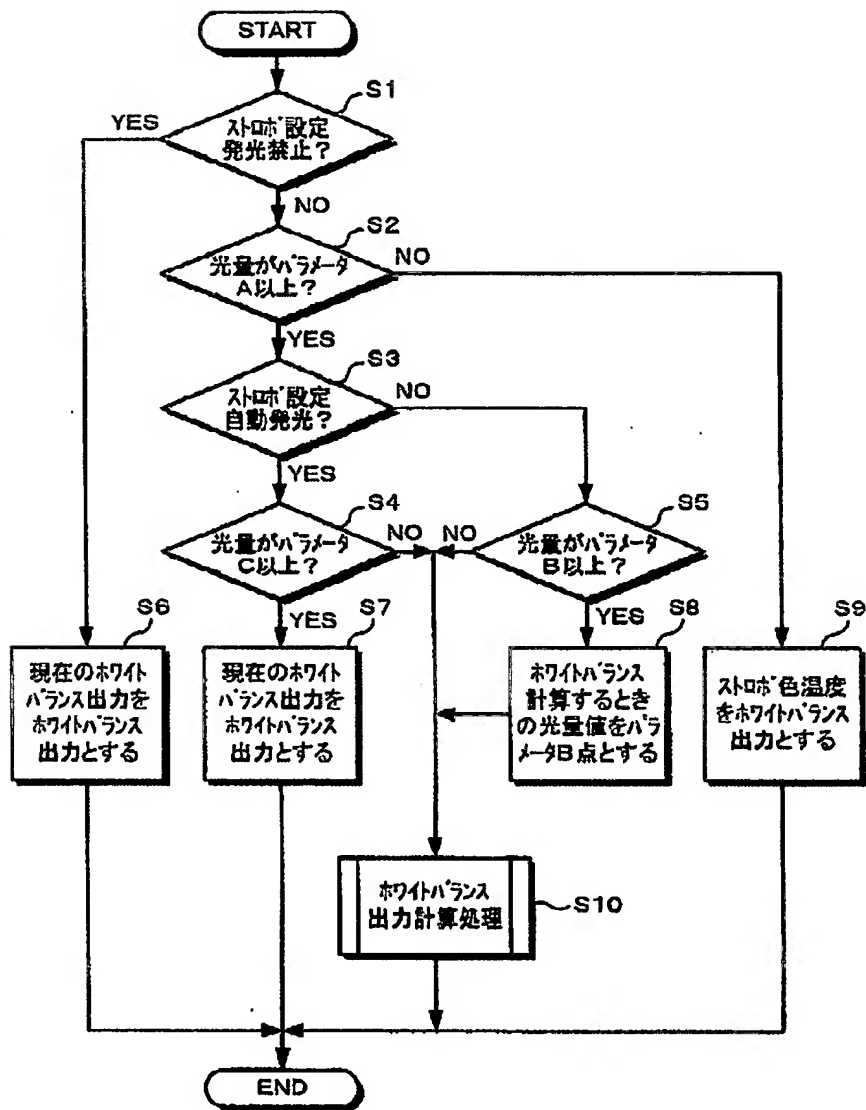 START
S1
YES
ストロボ設定
発光禁止?
NO
S2
NO
光量がパラメータ
A以上?
YES
S3
NO
ストロボ設定
自動発光?
YES
S4
S5
NO
NO
光量がパラメータ
C以上?
光量がパラメータ
B以上?
YES
YES
S6
S7
S8
S9
現在のホワイト
バランス出力を
ホワイトバランス
出力とする
現在のホワイト
バランス出力を
ホワイトバランス
出力とする
ホワイトバランス
計算するとき
の光量値をパラ
メータB点とする
ストロボ色温度
をホワイトバランス
出力とする
ホワイトバランス
出力計算処理
S10
END